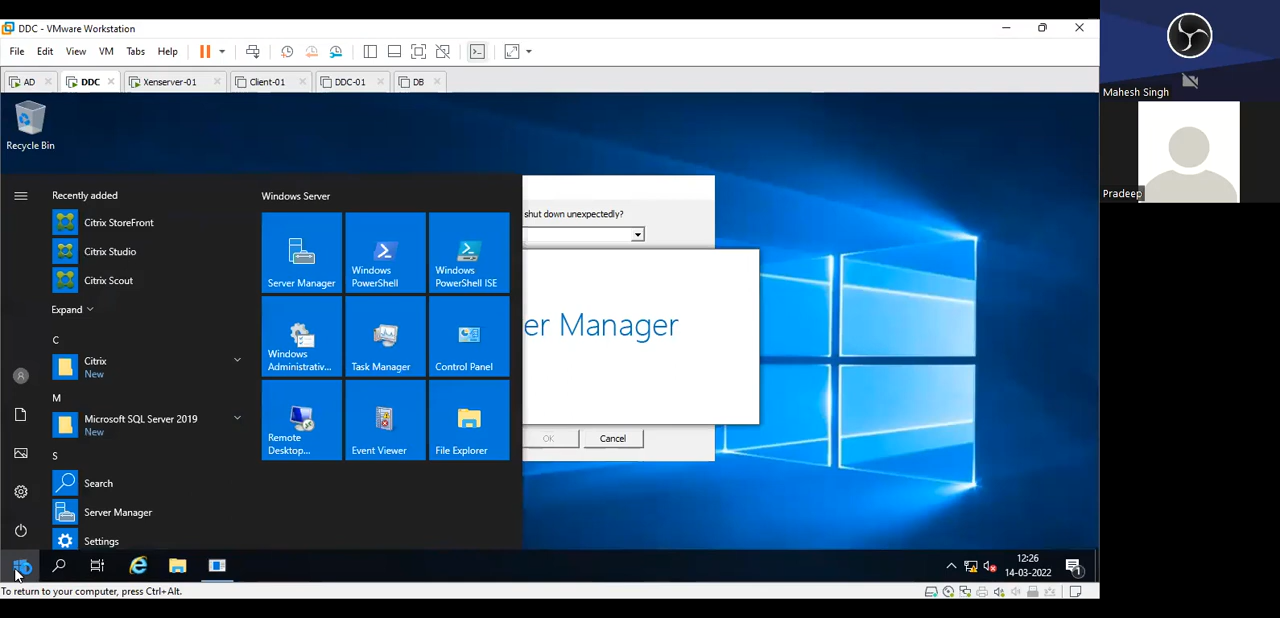 DDC - VMware Workstation
File Edit View VM Tabs Help
AD DDC Xenserver-01 Client-01 DDC-01 DB
Mahesh Singh
Pradeep
Recycle Bin
Recently added
Citrix StoreFront
Citrix Studio
Citrix Scout
Expand
C
Citrix
New
M
Microsoft SQL Server 2019
New
S
Search
Server Manager
Settings
Windows Server
Server Manager
Windows PowerShell
Windows PowerShell ISE
Windows Administrativ...
Task Manager
Control Panel
Remote Desktop...
Event Viewer
File Explorer
shut down unexpectedly?
er Manager
OK Cancel
12:26
14-03-2022
1
To return to your computer, press Ctrl+Alt.